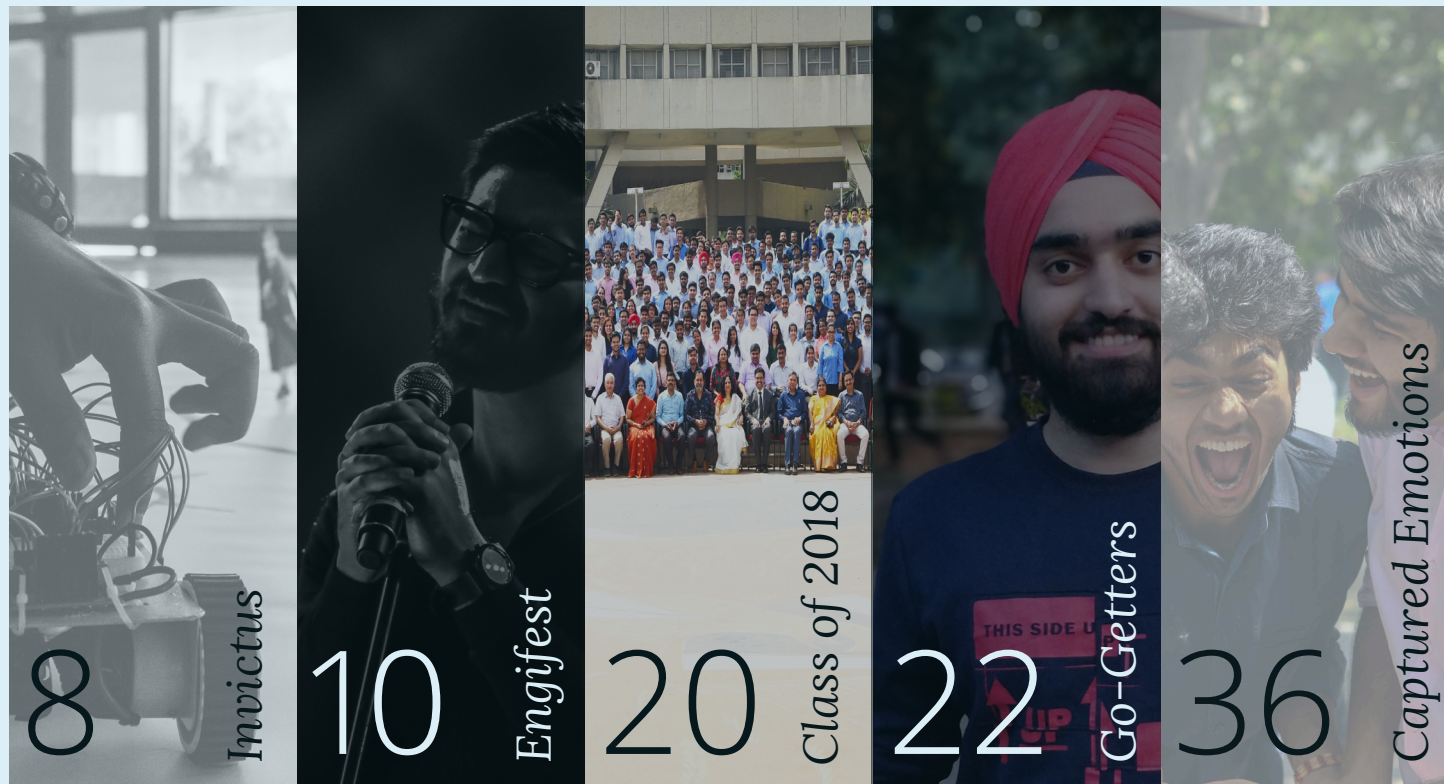 8
Invictus
10
Engifest
20
Class of 2018
22
Go-Getters
THIS SIDE U
UP
36
Captured Emotions